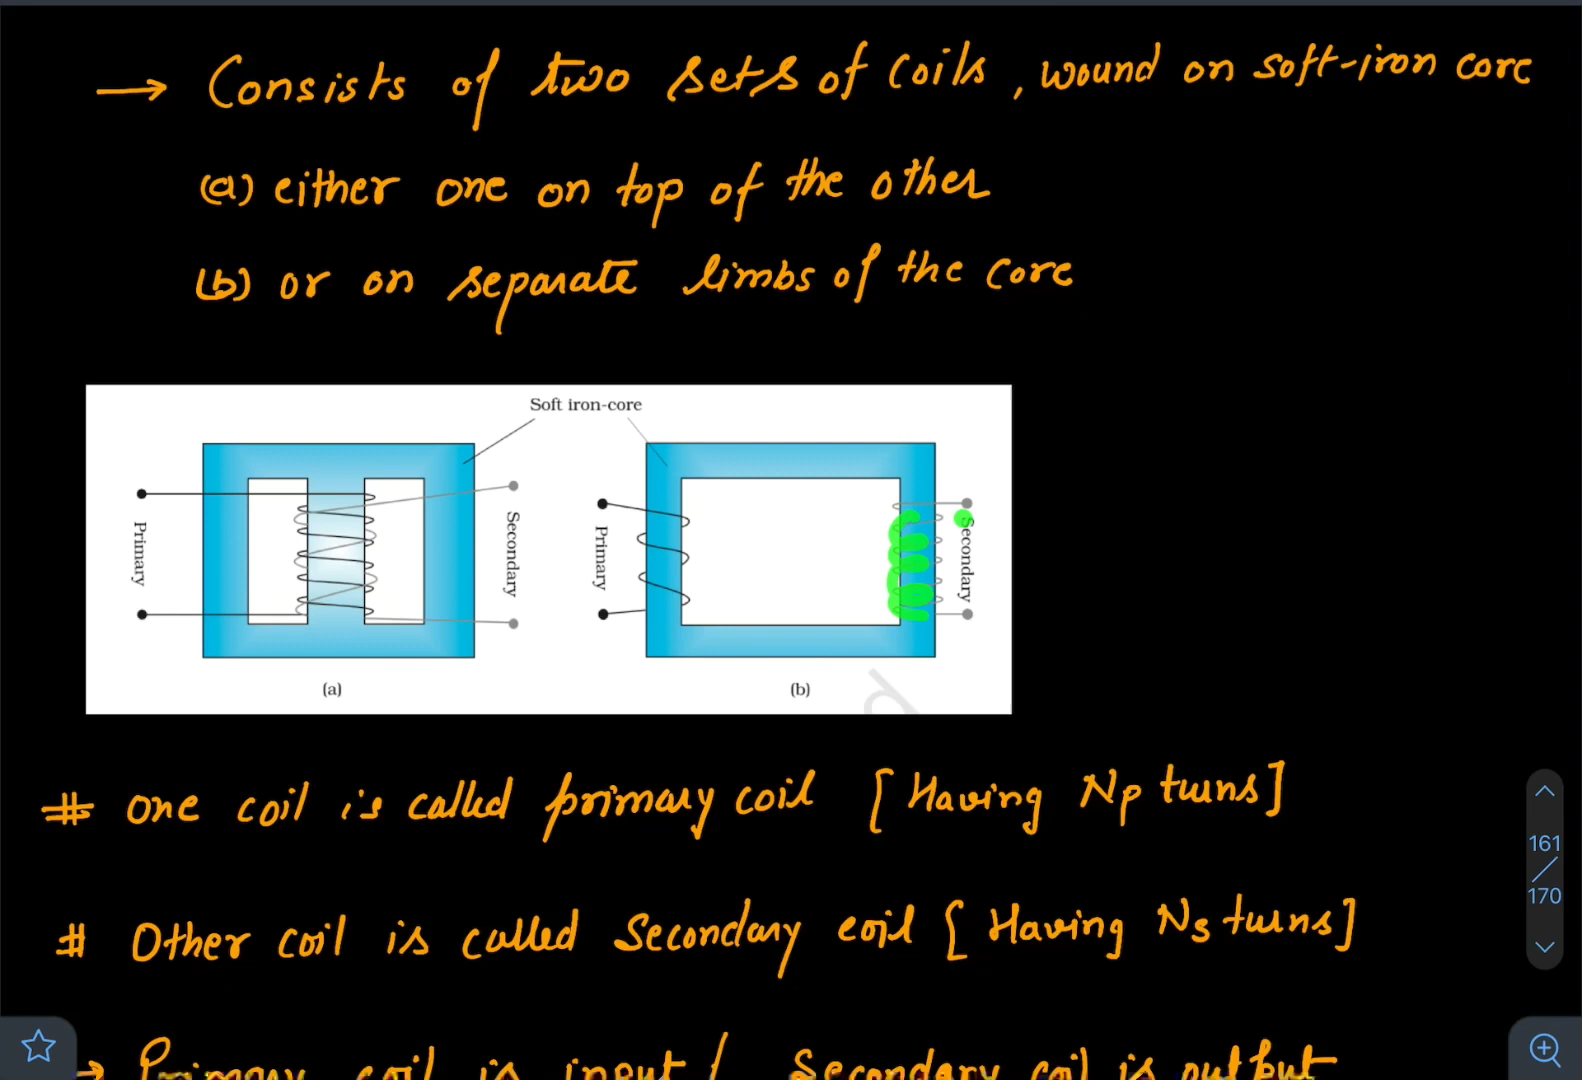 → Consists of two sets of coils, wound on soft-iron core
(a) either one on top of the other
(b) or on separate limbs of the core
Soft iron-core
Primary
Secondary
Primary
Secondary
(a)
(b)
# one coil is called primary coil [Having Np turns]
# Other coil is called Secondary coil [Having Ns turns]
161
/
170
→ Primary coil is input / Secondary coil is output